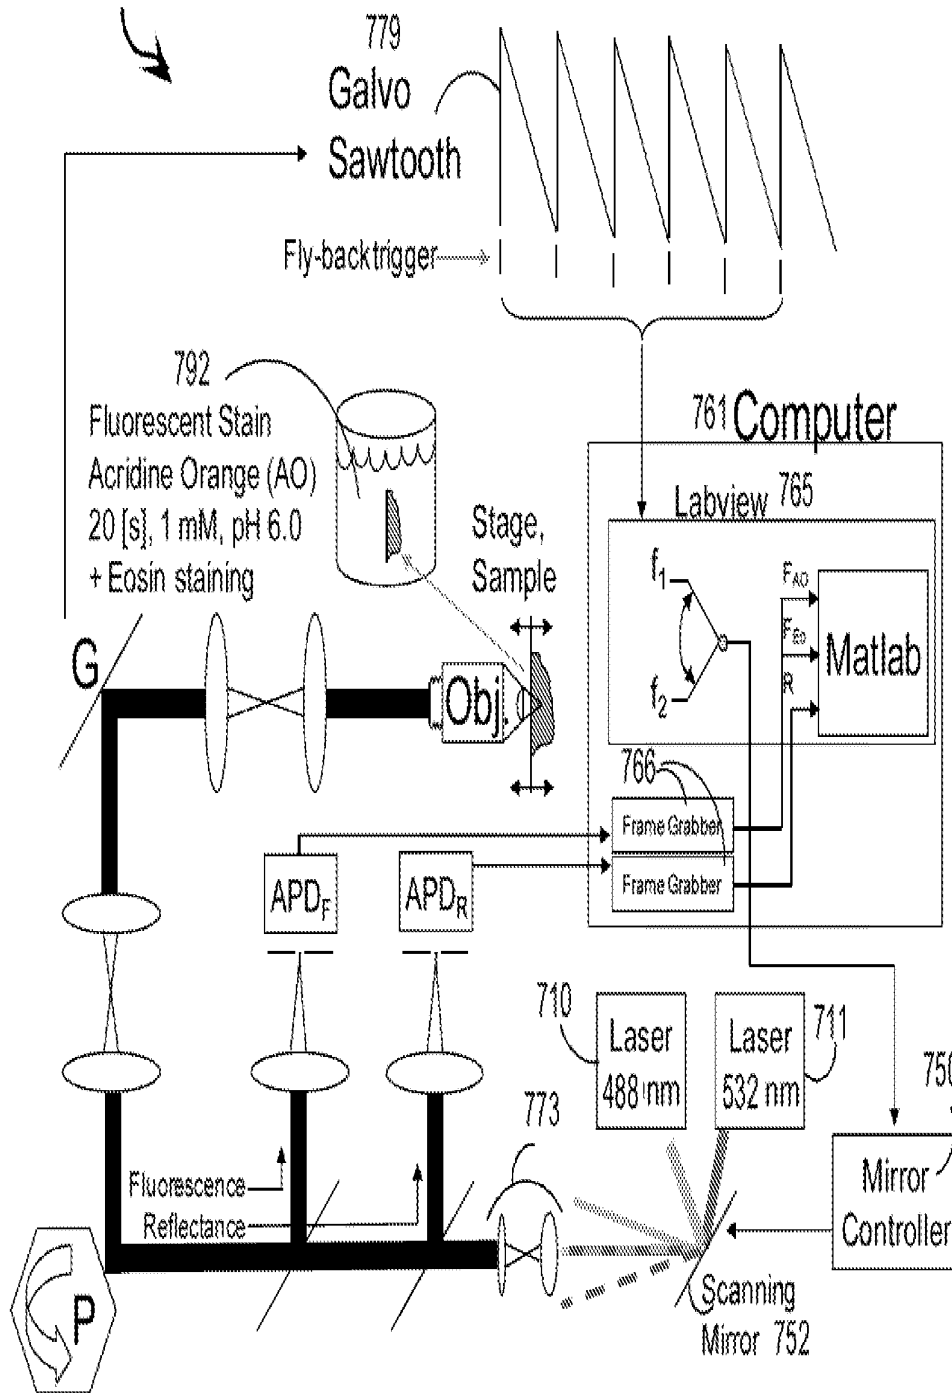 779
Galvo
Sawtooth
Fly-backtrigger
792
Fluorescent Stain
Acridine Orange (AO)
20 [s], 1 mM, pH 6.0
+ Eosin staining
Stage,
Sample
761 Computer
Labview 765
f1
f2
FAO
FEo
R
Matlab
G
Obj.
766
Frame Grabber
Frame Grabber
APDF
APDR
710
Laser
488 nm
711
Laser
532 nm
750
773
Mirror
Controller
Fluorescence
Reflectance
P
Scanning
Mirror 752